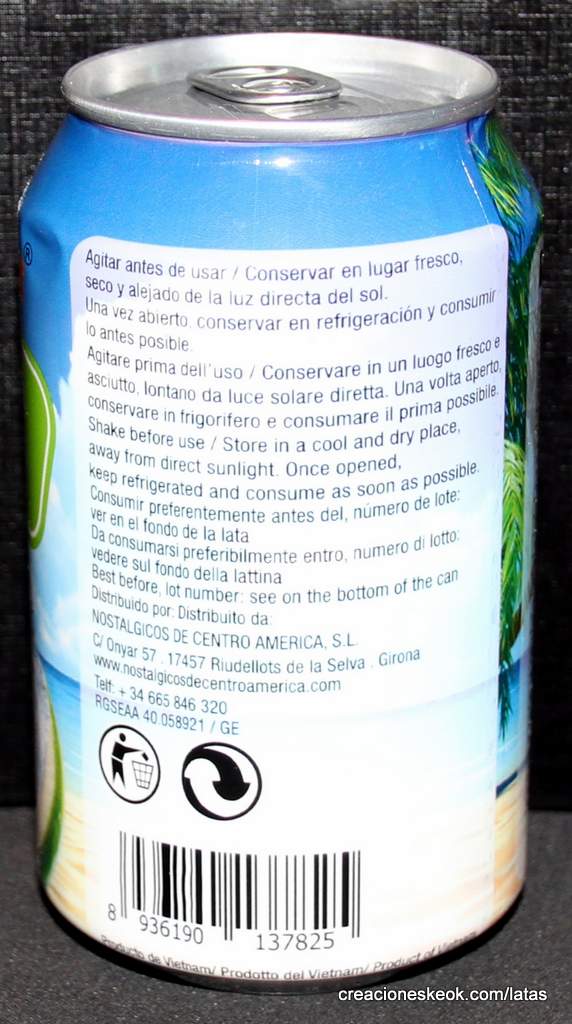 ®
Agitar antes de usar / Conservar en lugar fresco,
seco y alejado de la luz directa del sol.
Una vez abierto, conservar en refrigeración y consumir
lo antes posible.
Agitare prima dell'uso / Conservare in un luogo fresco e
asciutto, lontano da luce solare diretta. Una volta aperto,
conservare in frigorifero e consumare il prima possibile.
Shake before use / Store in a cool and dry place,
away from direct sunlight. Once opened,
keep refrigerated and consume as soon as possible.
Consumir preferentemente antes del, número de lote:
ver en el fondo de la lata
Da consumarsi preferibilmente entro, numero di lotto:
vedere sul fondo della lattina
Best before, lot number: see on the bottom of the can
Distribuido por: Distribuito da:
NOSTALGICOS DE CENTRO AMERICA, S.L.
C/ Onyar 57 . 17457 Riudellots de la Selva . Girona
www.nostalgicosdecentroamerica.com
Telf: + 34 665 846 320
RGSEAA 40.058921 / GE
8 936190 137825
Producto de Vietnam/ Prodotto del Vietnam/ Product of Vietnam
creacioneskeok.com/latas